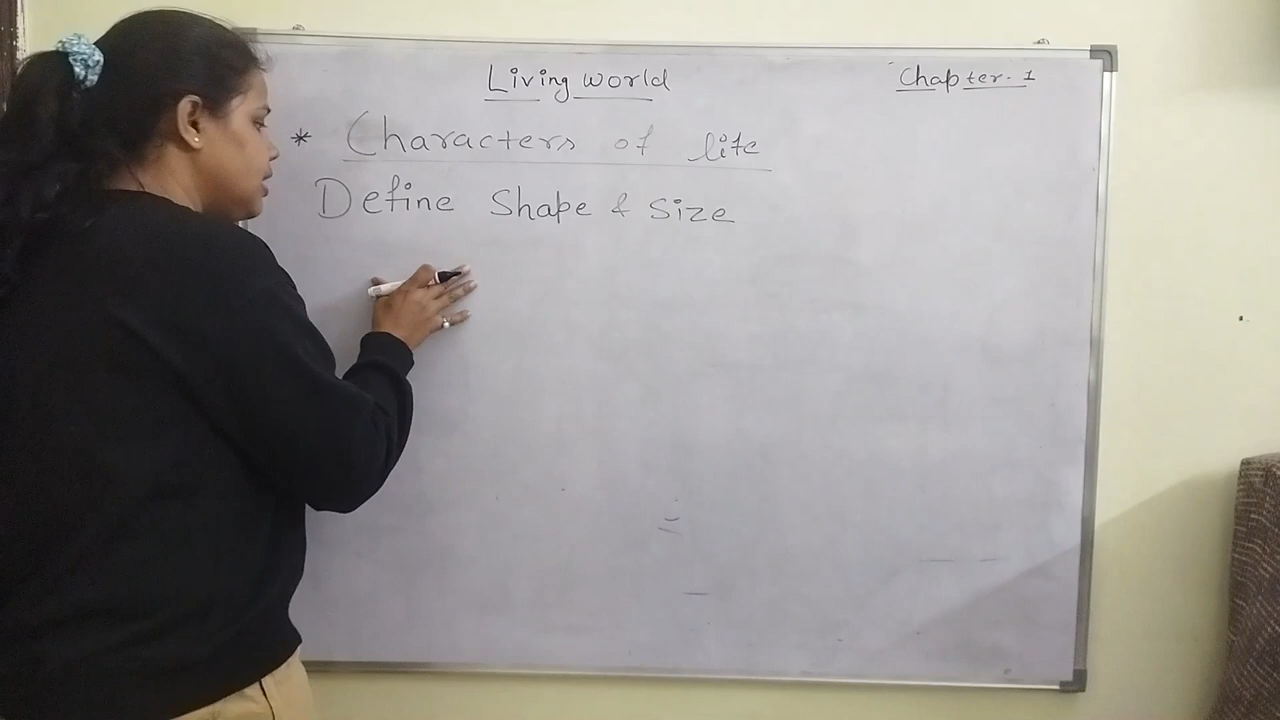 Living world
Chapter. 1
* Characters of life
Define Shape & Size